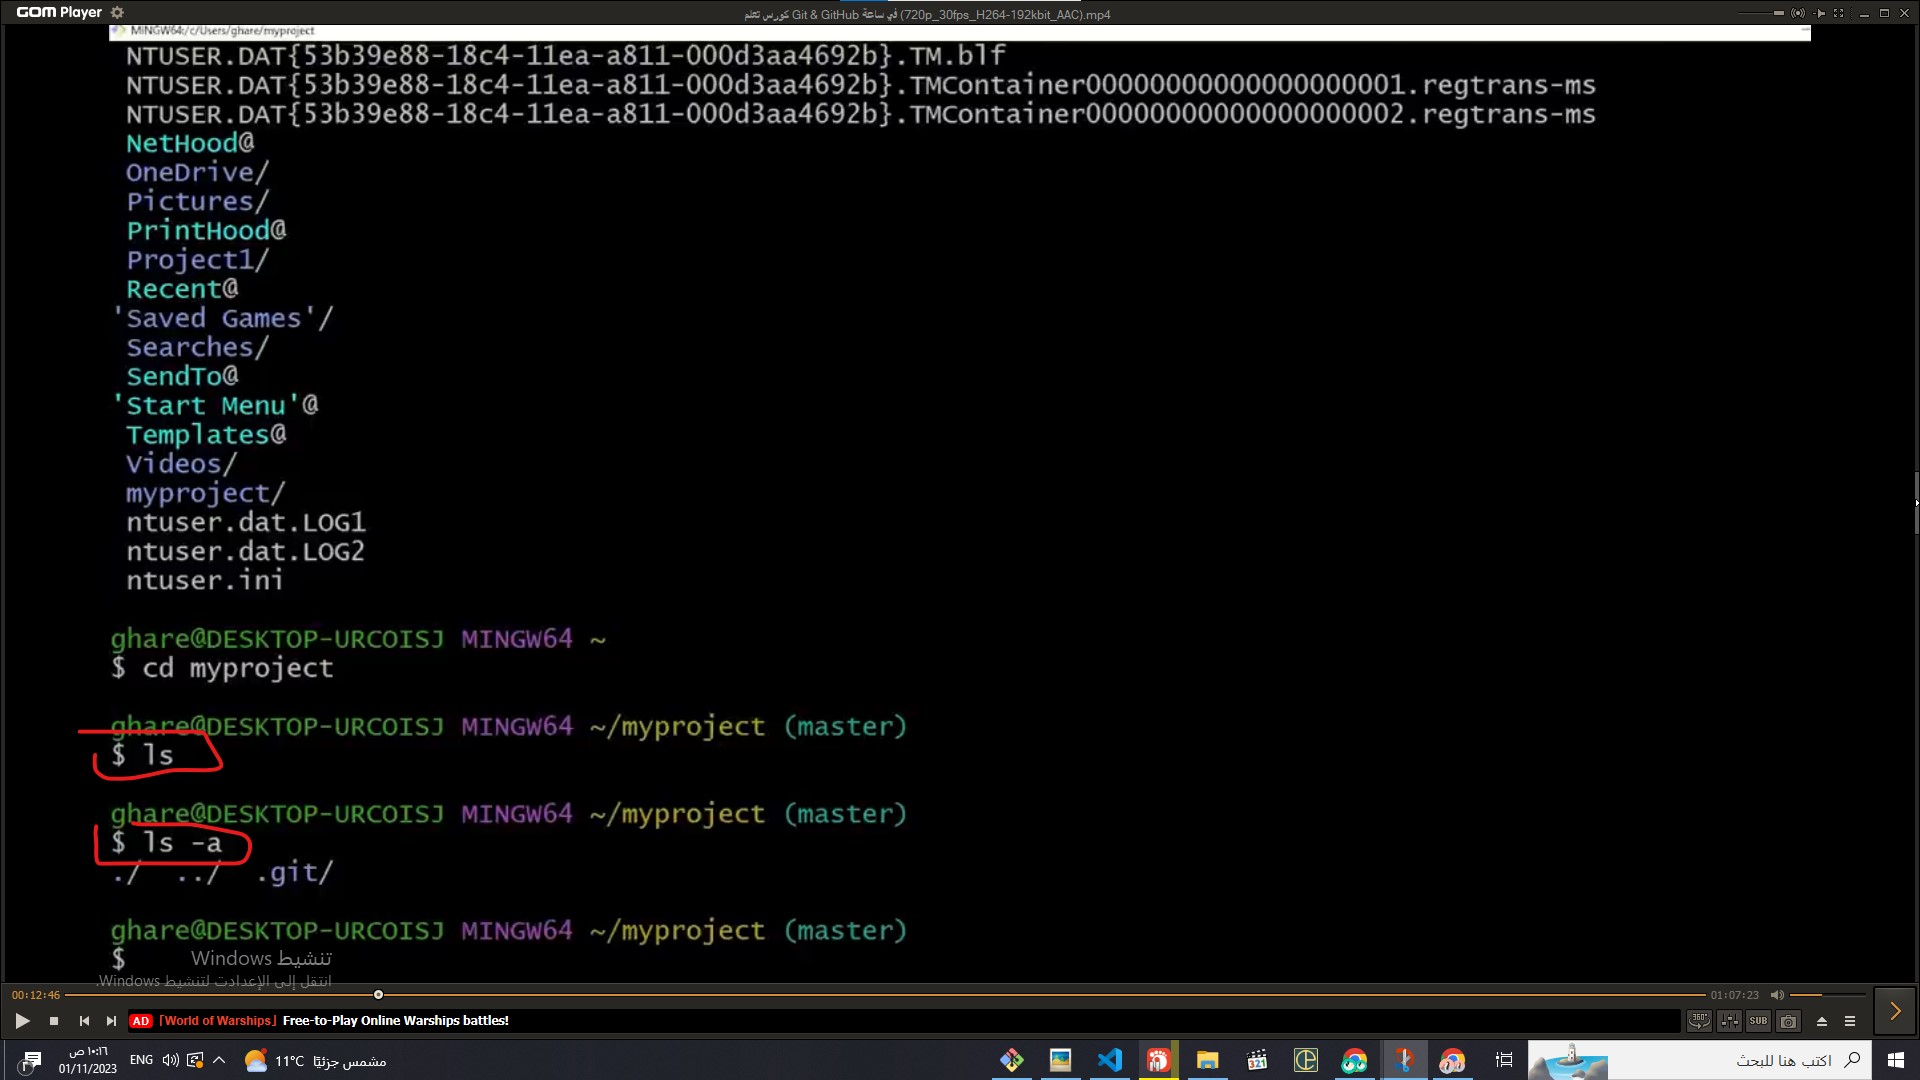 GOM Player
كورس تتعلم Git & GitHub في ساعة (720p_30fps_H264-192kbit_AAC).mp4
MINGW64:/c/Users/ghare/myproject
NTUSER.DAT{53b39e88-18c4-11ea-a811-000d3aa4692b}.TM.blf
NTUSER.DAT{53b39e88-18c4-11ea-a811-000d3aa4692b}.TMContainer00000000000000000001.regtrans-ms
NTUSER.DAT{53b39e88-18c4-11ea-a811-000d3aa4692b}.TMContainer00000000000000000002.regtrans-ms
NetHood@
OneDrive/
Pictures/
PrintHood@
Project1/
Recent@
'Saved Games'/
Searches/
SendTo@
'Start Menu'@
Templates@
Videos/
myproject/
ntuser.dat.LOG1
ntuser.dat.LOG2
ntuser.ini
ghare@DESKTOP-URCOISJ MINGW64 ~
$ cd myproject
ghare@DESKTOP-URCOISJ MINGW64 ~/myproject (master)
$ ls
ghare@DESKTOP-URCOISJ MINGW64 ~/myproject (master)
$ ls -a
./ ../ .git/
ghare@DESKTOP-URCOISJ MINGW64 ~/myproject (master)
$
تنشيط Windows
انتقل إلى الإعدادت لتنشيط Windows.
00:12:46 01:07:23
AD「World of Warships」Free-to-Play Online Warships battles! 360° SUB
١٠:١٦ ص ENG 11°C مشمس جزئيًا 321 اكتب هنا للبحث
01/11/2023